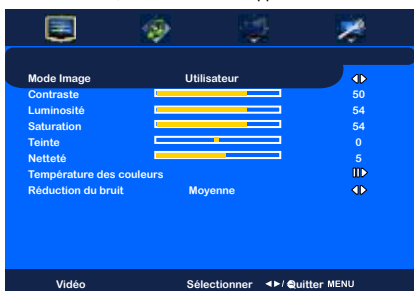 Mode Image Utilisateur
Contraste 50
Luminosité 54
Saturation 54
Teinte 0
Netteté 5
Température des couleurs
Réduction du bruit Moyenne
Vidéo Sélectionner ◄►/ Quitter MENU